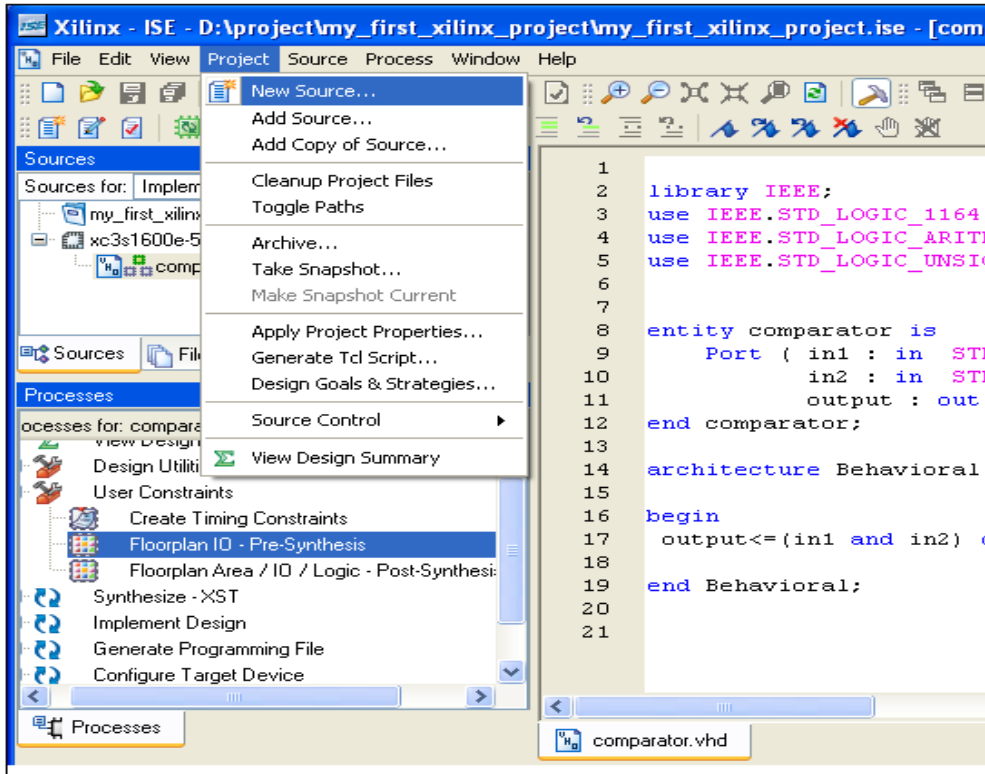 Xilinx - ISE - D:\project\my_first_xilinx_project\my_first_xilinx_project.ise - [com
File Edit View Project Source Process Window Help
New Source...
Add Source...
Add Copy of Source...
Cleanup Project Files
Toggle Paths
Archive...
Take Snapshot...
Make Snapshot Current
Apply Project Properties...
Generate Tcl Script...
Design Goals & Strategies...
Source Control
View Design Summary
Sources
Sources for: Implem
my_first_xilin
xc3s1600e-5
comp
Sources Fil
Processes
ocesses for: compara
View Design
Design Utiliti
User Constraints
Create Timing Constraints
Floorplan IO - Pre-Synthesis
Floorplan Area / IO / Logic - Post-Synthesi
Synthesize - XST
Implement Design
Generate Programming File
Configure Target Device
Processes
1
2 library IEEE;
3 use IEEE.STD_LOGIC_1164
4 use IEEE.STD_LOGIC_ARIT
5 use IEEE.STD_LOGIC_UNSI
6
7
8 entity comparator is
9 Port ( in1 : in ST
10 in2 : in ST
11 output : out
12 end comparator;
13
14 architecture Behavioral
15
16 begin
17 output<=(in1 and in2)
18
19 end Behavioral;
20
21
comparator.vhd